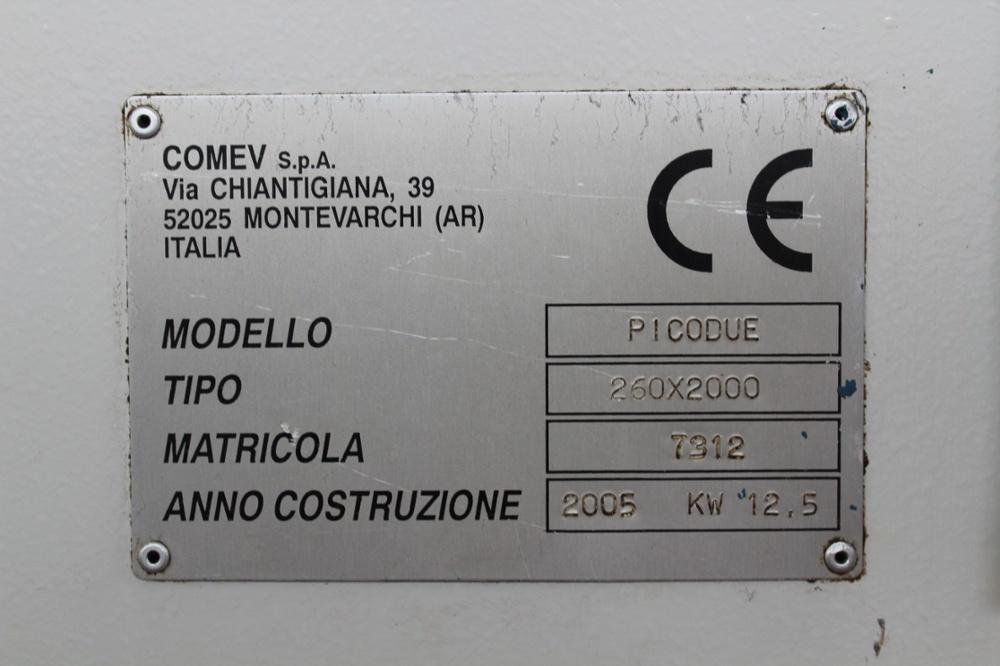 COMEV S.p.A.
Via CHIANTIGIANA, 39
52025 MONTEVARCHI (AR)
ITALIA
CE
MODELLO PICODUE
TIPO 260X2000
MATRICOLA 7312
ANNO COSTRUZIONE 2005 KW 12.5